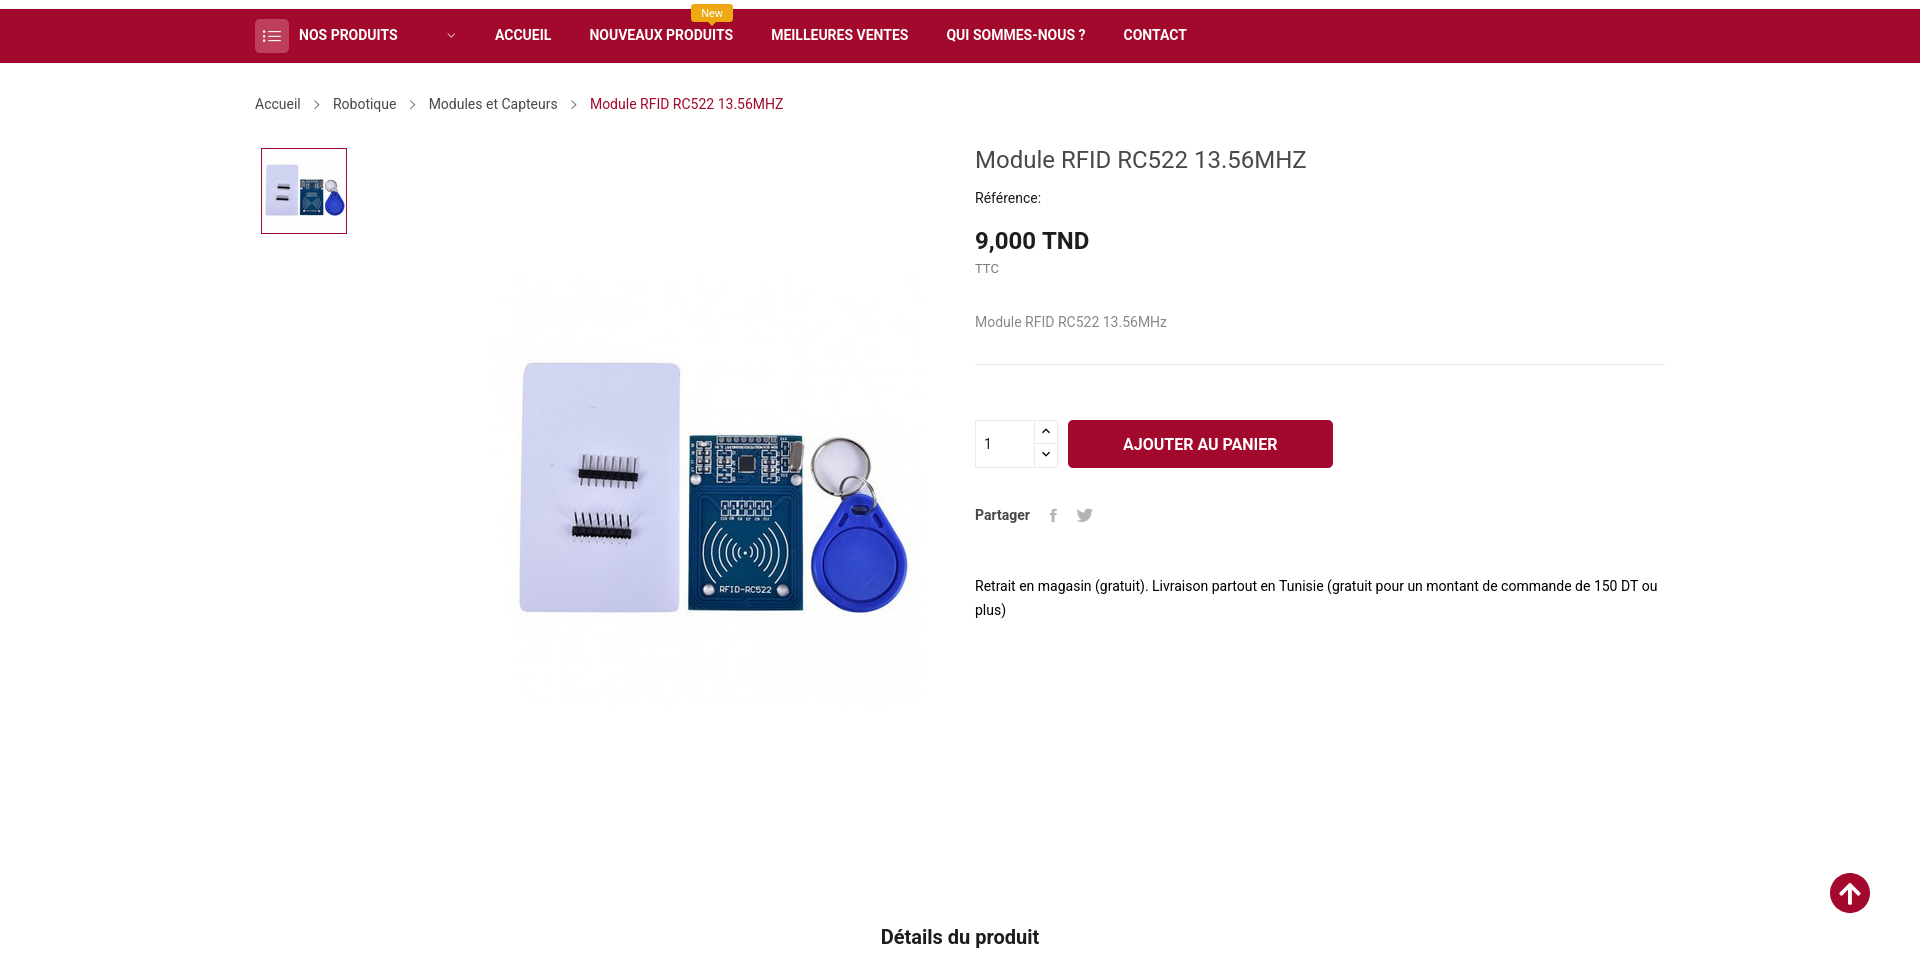 New
NOS PRODUITS
ACCUEIL
NOUVEAUX PRODUITS
MEILLEURES VENTES
QUI SOMMES-NOUS ?
CONTACT
Accueil
Robotique
Modules et Capteurs
Module RFID RC522 13.56MHZ
Module RFID RC522 13.56MHZ
Référence:
9,000 TND
TTC
Module RFID RC522 13.56MHz
1
AJOUTER AU PANIER
Partager
Retrait en magasin (gratuit). Livraison partout en Tunisie (gratuit pour un montant de commande de 150 DT ou
plus)
RFID-RC522
Détails du produit